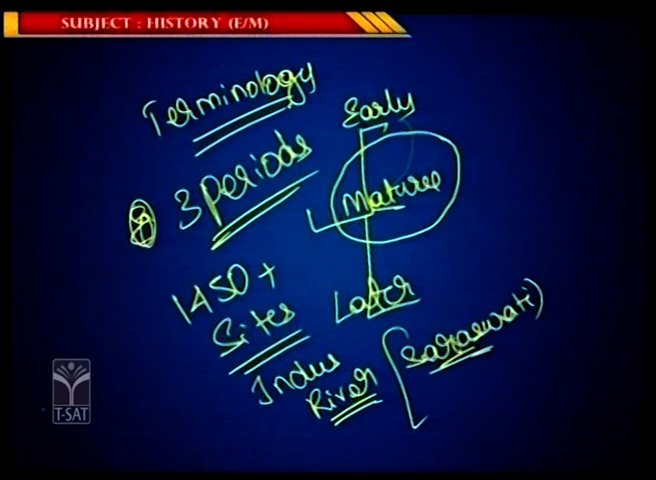 SUBJECT : HISTORY (E/M)
Terminology
Early
3 periods
Mature
1450+
Sites
Later
Indus
River
(Saraswati)
T-SAT